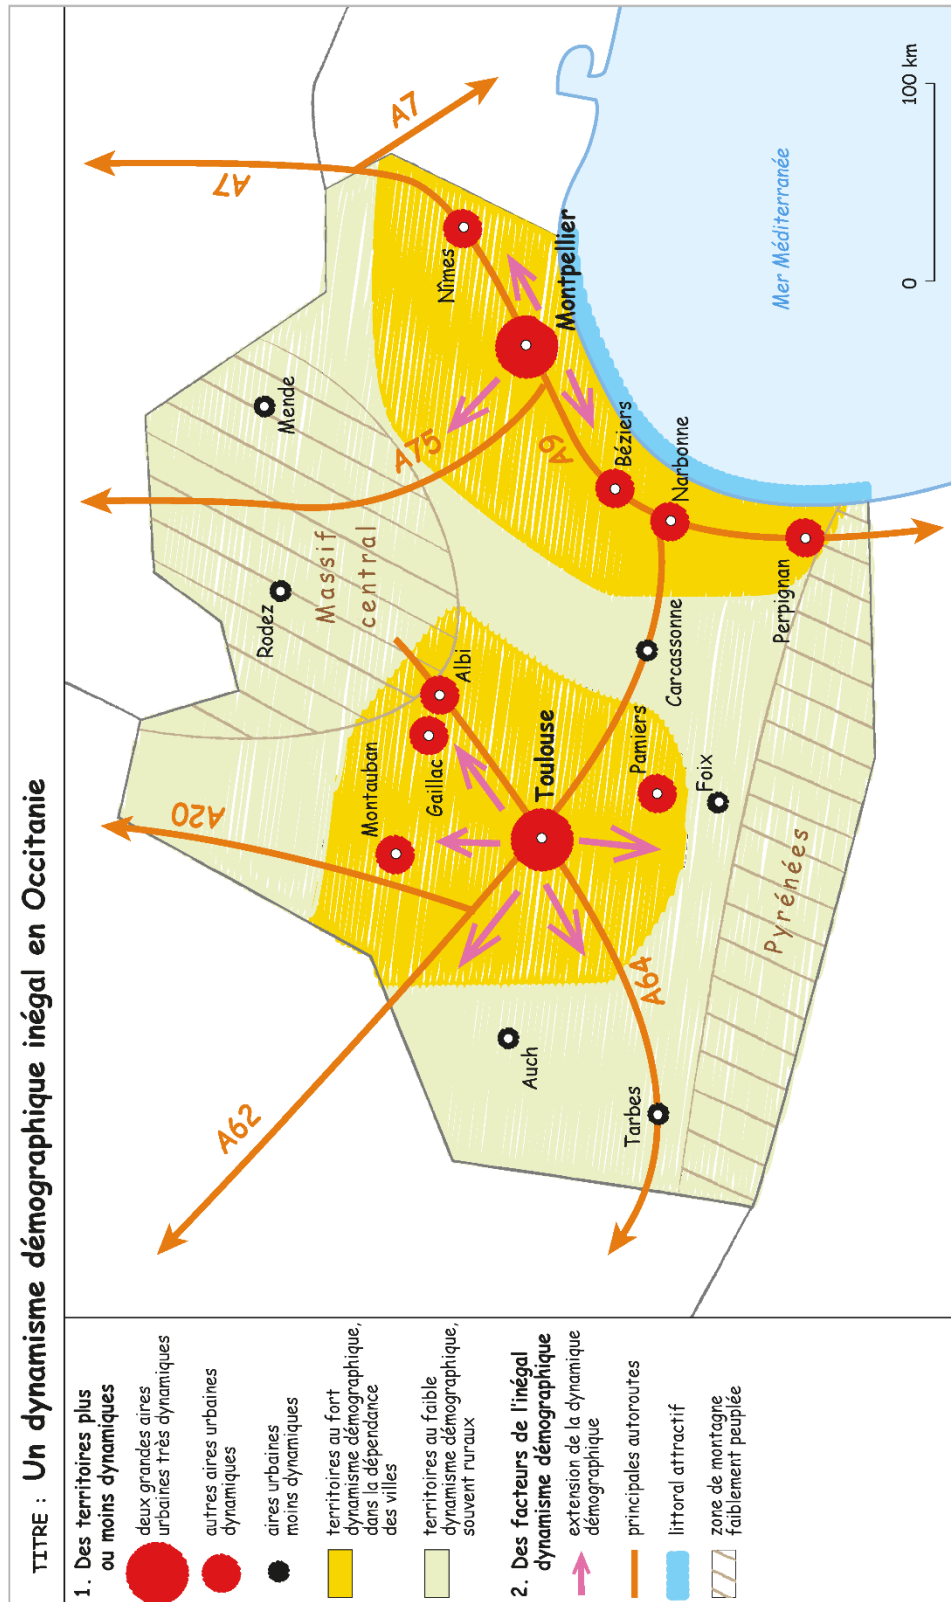 TITRE : Un dynamisme démographique inégal en Occitanie
1. Des territoires plus
ou moins dynamiques
deux grandes aires
urbaines très dynamiques
autres aires urbaines
dynamiques
aires urbaines
moins dynamiques
territoires au fort
dynamisme démographique,
dans la dépendance
des villes
territoires au faible
dynamisme démographique,
souvent ruraux
2. Des facteurs de l'inégal
dynamisme démographique
extension de la dynamique
démographique
principales autoroutes
littoral attractif
zone de montagne
faiblement peuplée
A62
A20
A75
A7
A7
A9
A64
Massif
central
Pyrénées
Mer Méditerranée
Mende
Rodez
Albi
Gaillac
Montauban
Toulouse
Auch
Tarbes
Pamiers
Foix
Carcassonne
Narbonne
Béziers
Perpignan
Montpellier
Nîmes
0
100 km